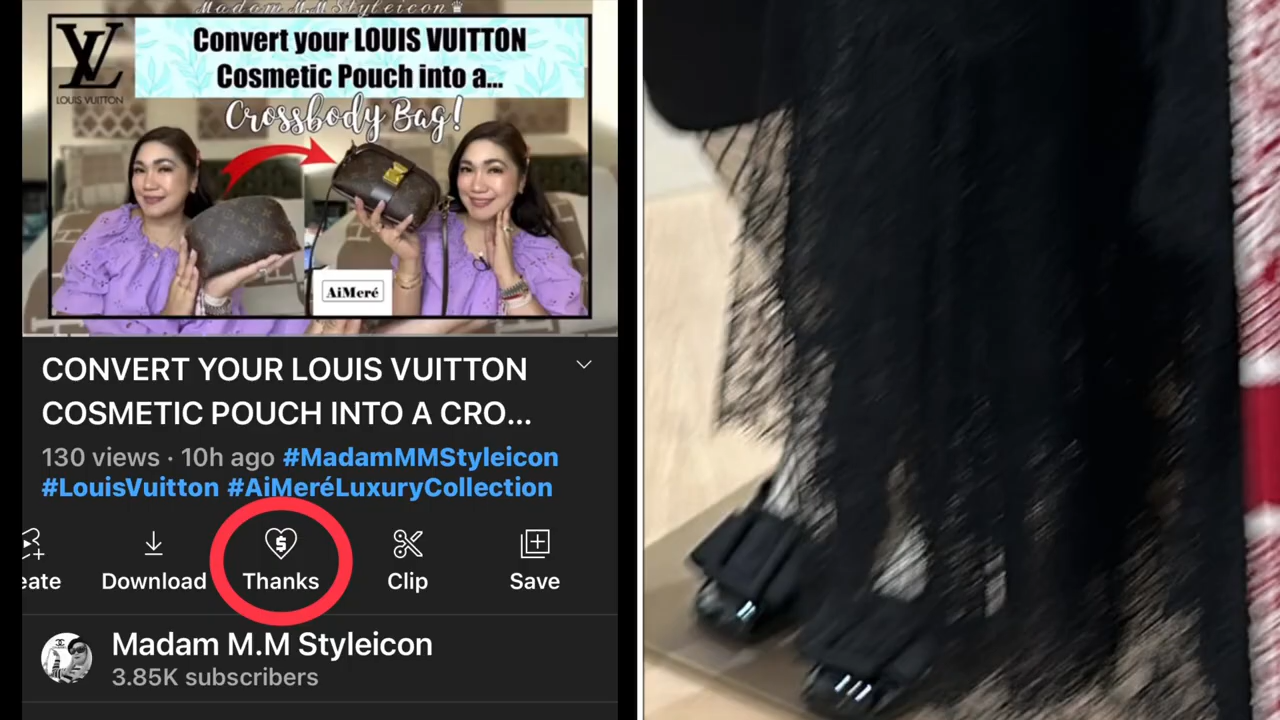 Madam M.M Styleicon
LV
LOUIS VUITTON
Convert your LOUIS VUITTON
Cosmetic Pouch into a...
Crossbody Bag!
AiMeré
CONVERT YOUR LOUIS VUITTON
COSMETIC POUCH INTO A CRO...
130 views · 10h ago #MadamMMStyleicon
#LouisVuitton #AiMeréLuxuryCollection
eate Download Thanks Clip Save
Madam M.M Styleicon
3.85K subscribers